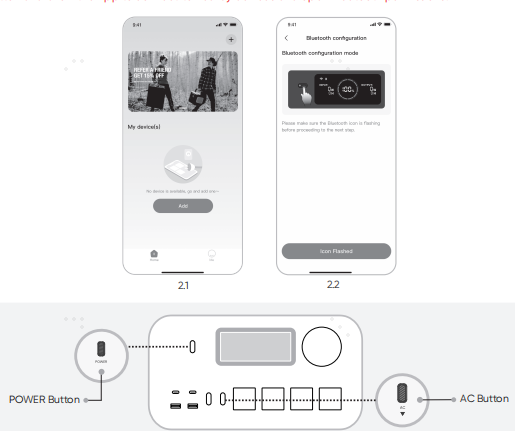 9:41
REFER A FRIEND
GET 15% OFF
My device(s)
No device is available, go and add one~
Add
2.1
9:41
Bluetooth configuration
Bluetooth configuration mode
100%
Please make sure the Bluetooth icon is flashing
before proceeding to the next step.
Icon Flashed
2.2
POWER
POWER Button
AC
AC Button